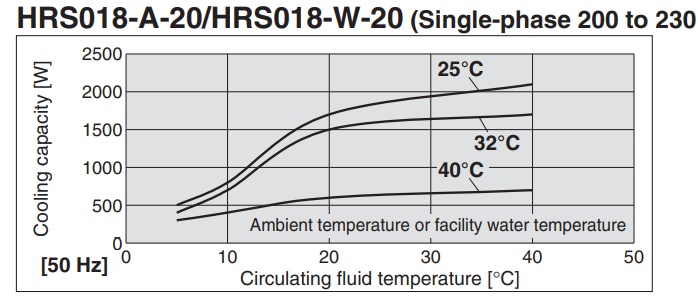 HRS018-A-20/HRS018-W-20 (Single-phase 200 to 230
Cooling capacity [W]
2500
2000
1500
1000
500
0
25°C
32°C
40°C
Ambient temperature or facility water temperature
[50 Hz]
0 10 20 30 40 50
Circulating fluid temperature [°C]